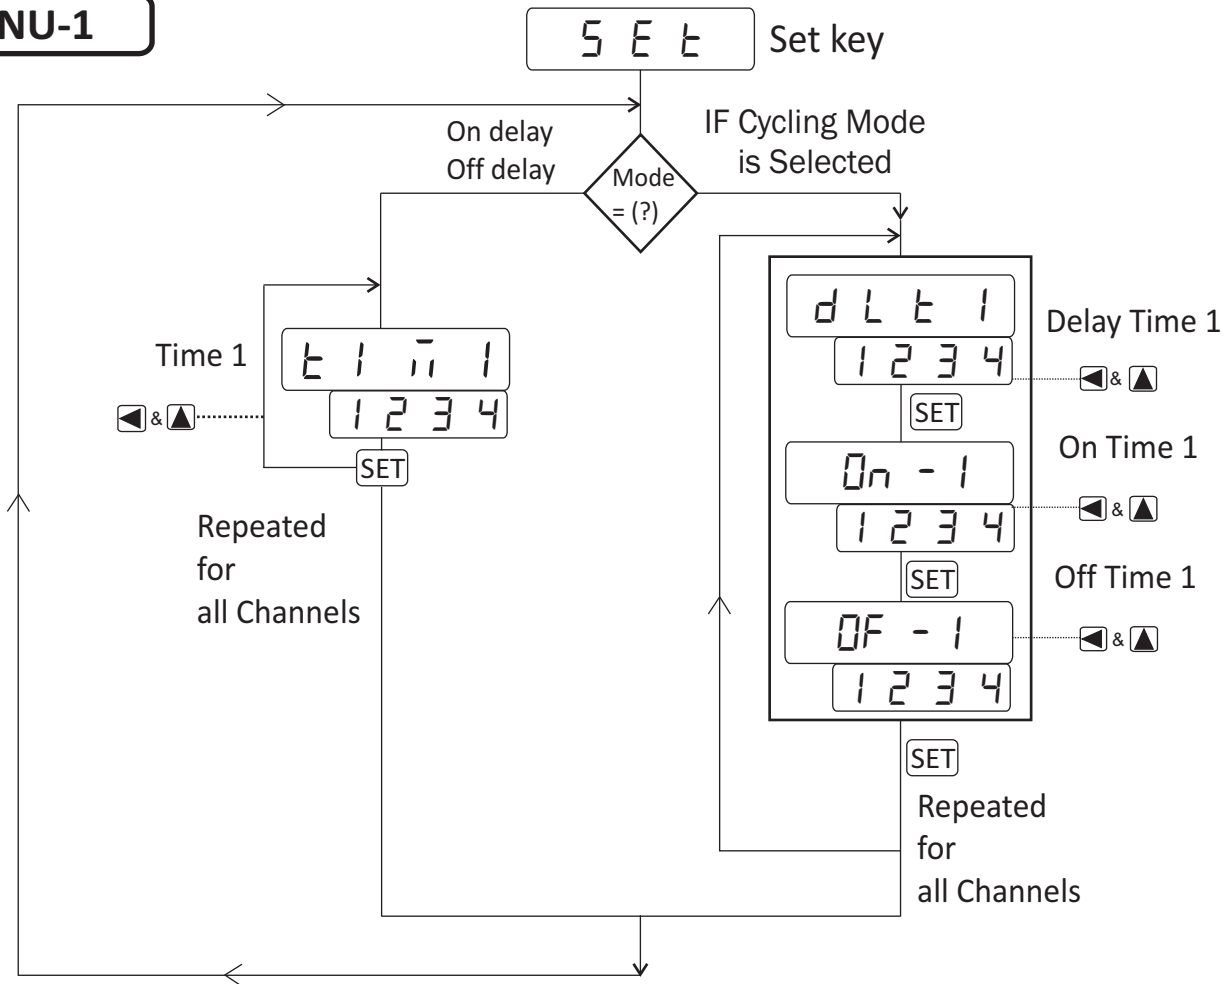 NU-1
SEt Set key
On delay
Off delay
IF Cycling Mode
is Selected
Mode
= (?)
Time 1
t1m1
1234
&
SET
Repeated
for
all Channels
dLt1
1234
Delay Time 1
&
SET
On-1
1234
On Time 1
&
SET
OF-1
1234
Off Time 1
&
SET
Repeated
for
all Channels